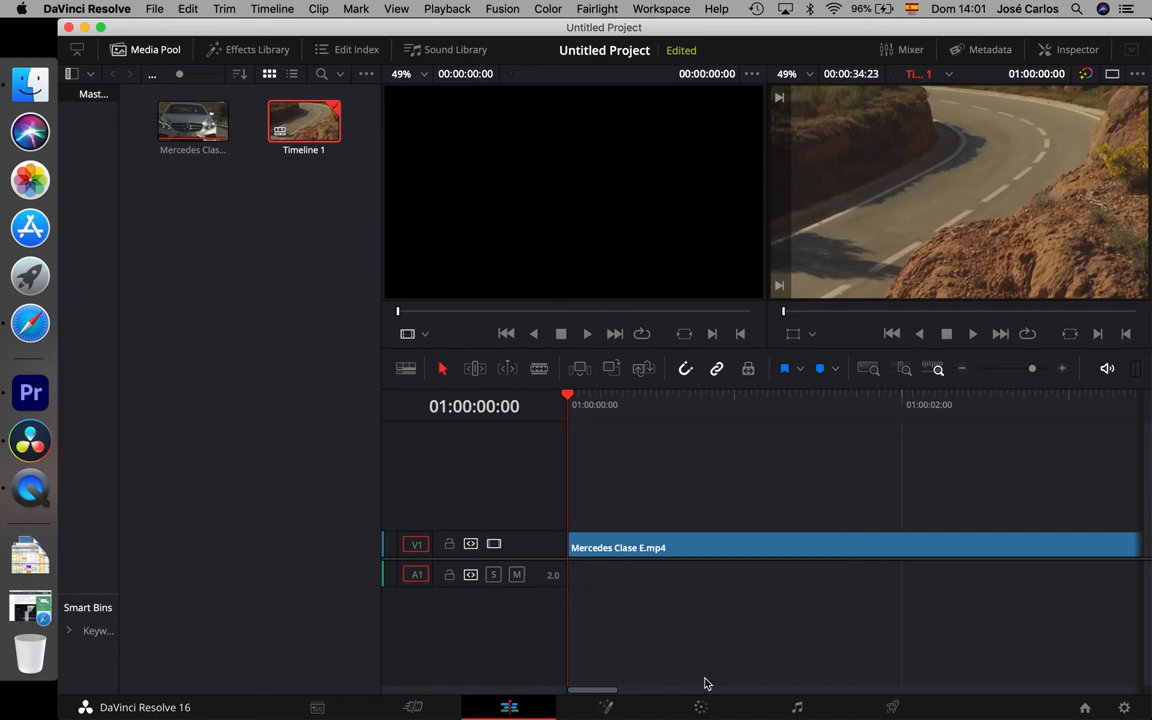 DaVinci Resolve File Edit Trim Timeline Clip Mark View Playback Fusion Color Fairlight Workspace Help 96% Dom 14:01 José Carlos
Untitled Project
Media Pool Effects Library Edit Index Sound Library Untitled Project Edited Mixer Metadata Inspector
... 49% 00:00:00:00 00:00:00:00 49% 00:00:34:23 Ti... 1 01:00:00:00
Mast...
Mercedes Clas... Timeline 1
01:00:00:00 01:00:00:00 01:00:02:00
V1 Mercedes Clase E.mp4
A1 S M 2.0
Pr
Smart Bins
Keyw...
DaVinci Resolve 16